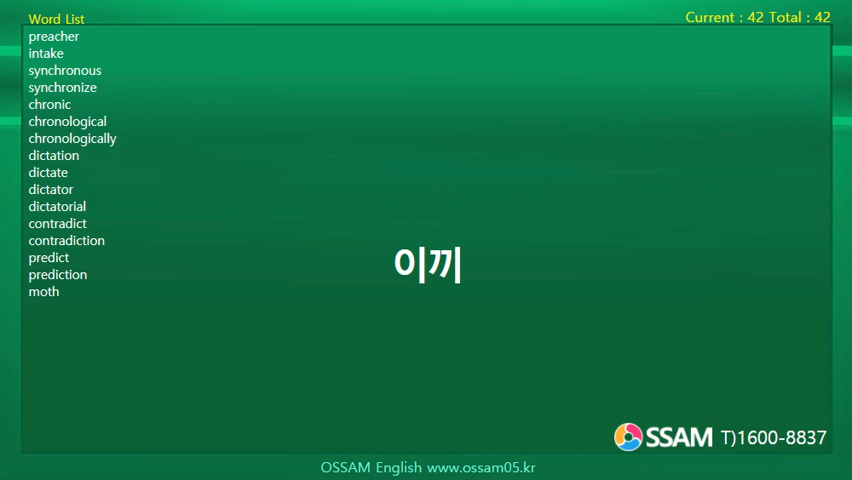 Word List
Current : 42 Total : 42
preacher
intake
synchronous
synchronize
chronic
chronological
chronologically
dictation
dictate
dictator
dictatorial
contradict
contradiction
predict
prediction
moth
이끼
OSSAM T)1600-8837
OSSAM English www.ossam05.kr